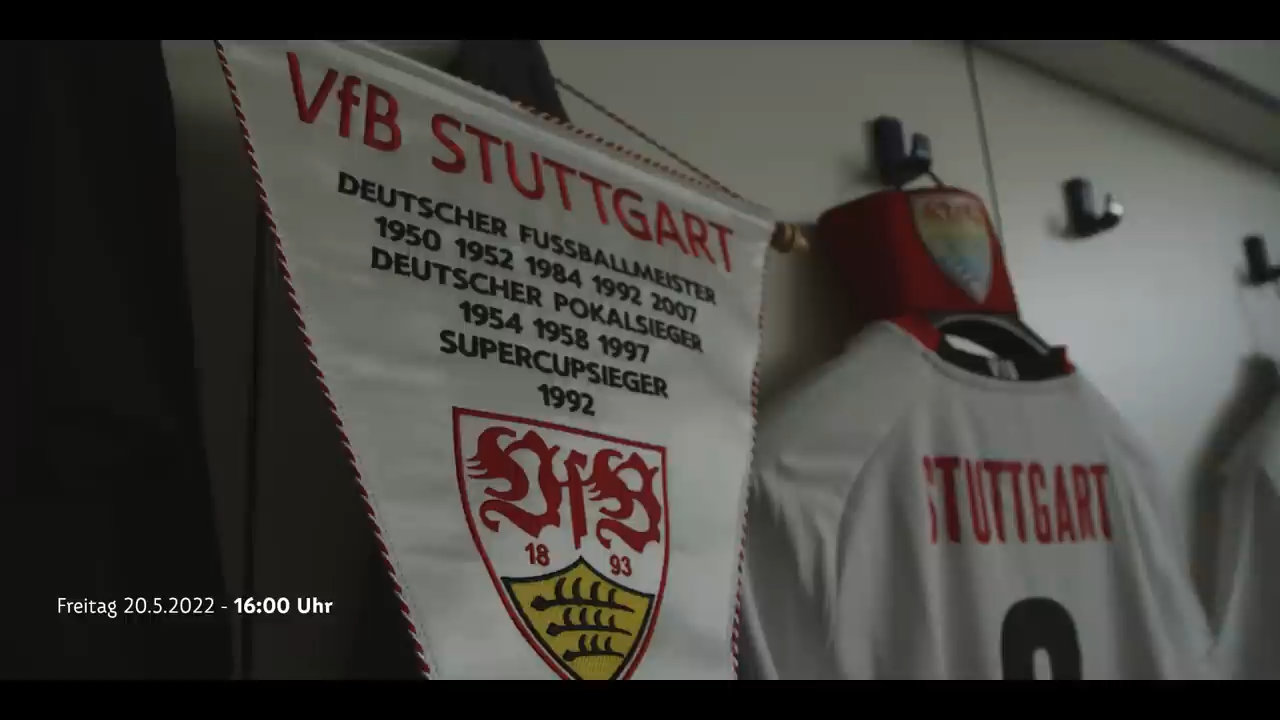 VfB STUTTGART
DEUTSCHER FUSSBALLMEISTER
1950 1952 1984 1992 2007
DEUTSCHER POKALSIEGER
1954 1958 1997
SUPERCUPSIEGER
1992
VfB
18 93
STUTTGART
Freitag 20.5.2022 - 16:00 Uhr